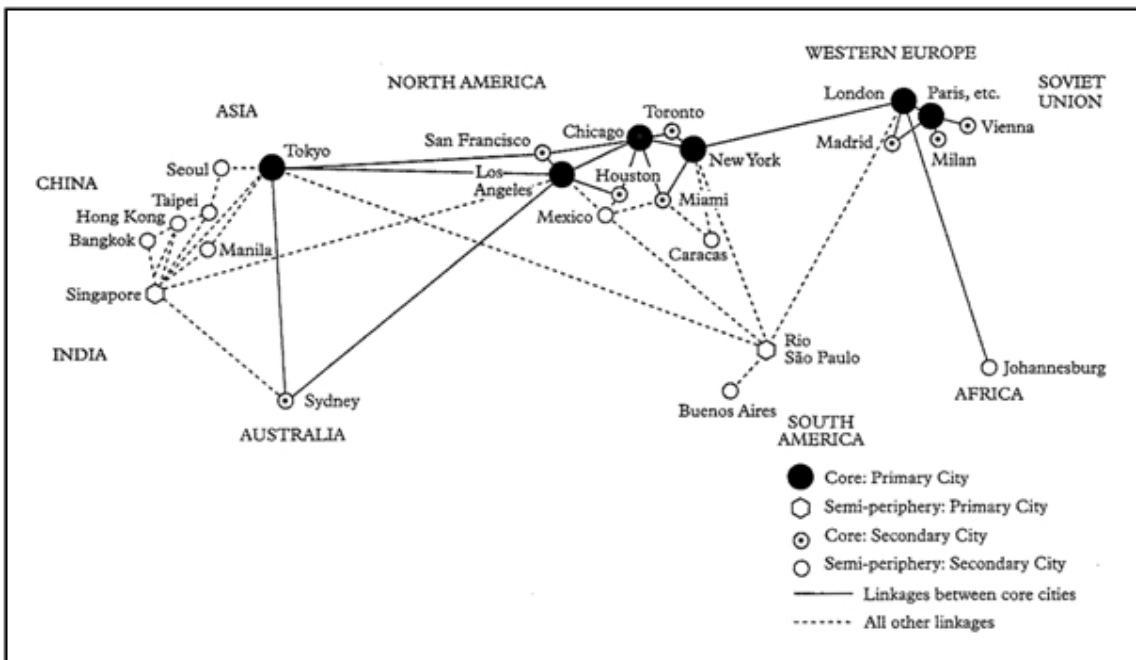 WESTERN EUROPE
NORTH AMERICA
SOVIET
UNION
London
Paris, etc.
ASIA
Toronto
Chicago
San Francisco
Vienna
Madrid
Milan
Tokyo
New York
Seoul
Los
Angeles
Houston
CHINA
Taipei
Miami
Hong Kong
Mexico
Bangkok
Manila
Caracas
Singapore
INDIA
Rio
São Paulo
Johannesburg
AFRICA
Sydney
Buenos Aires
AUSTRALIA
SOUTH
AMERICA
Core: Primary City
Semi-periphery: Primary City
Core: Secondary City
Semi-periphery: Secondary City
Linkages between core cities
All other linkages